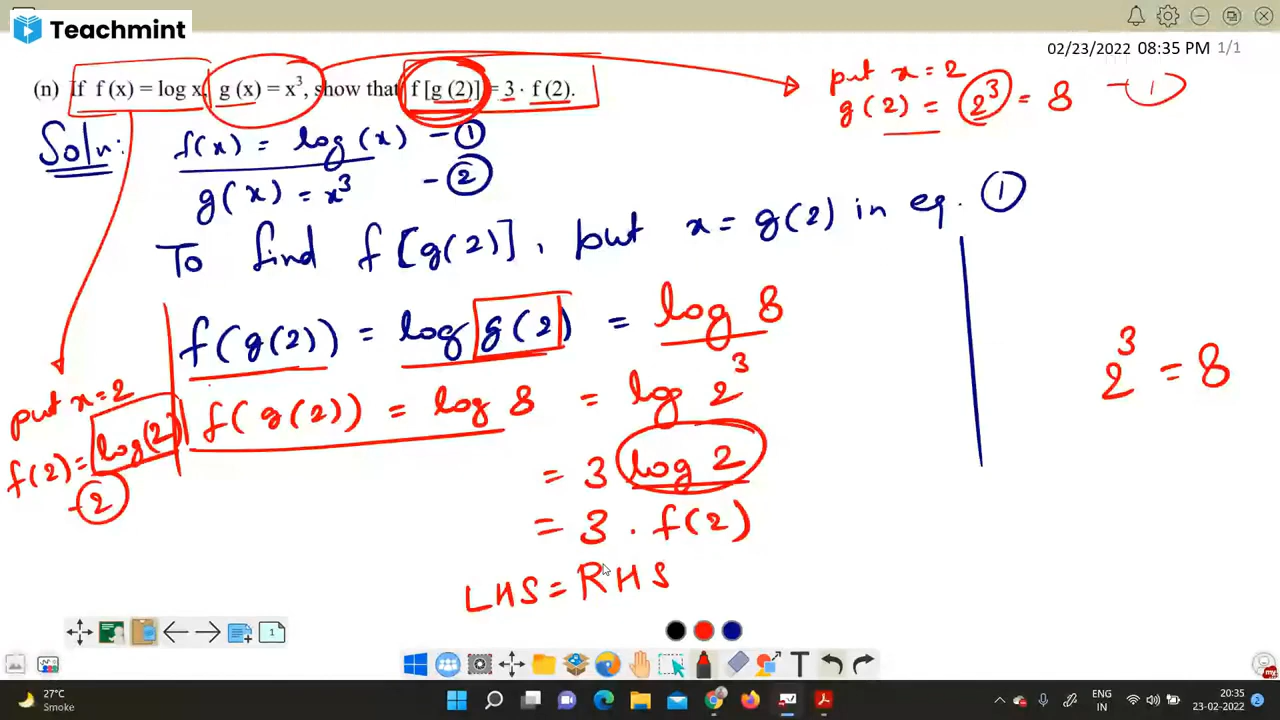 Teachmint
02/23/2022 08:35 PM 1/1
(n) If f (x) = log x, g (x) = x³, show that f [g (2)] = 3 · f (2).
put x = 2
g(2) = 2³ = 8 - ①
Soln:
f(x) = log(x) - ①
g(x) = x³ - ②
To find f[g(2)], put x = g(2) in eq. ①
f(g(2)) = log(g(2)) = log 8
f(g(2)) = log 8 = log 2³
= 3 log 2
= 3 . f(2)
LHS = RHS
put x = 2
f(2) = log(2)
- ②
2³ = 8
1
T
27°C
Smoke
ENG
IN
20:35
23-02-2022